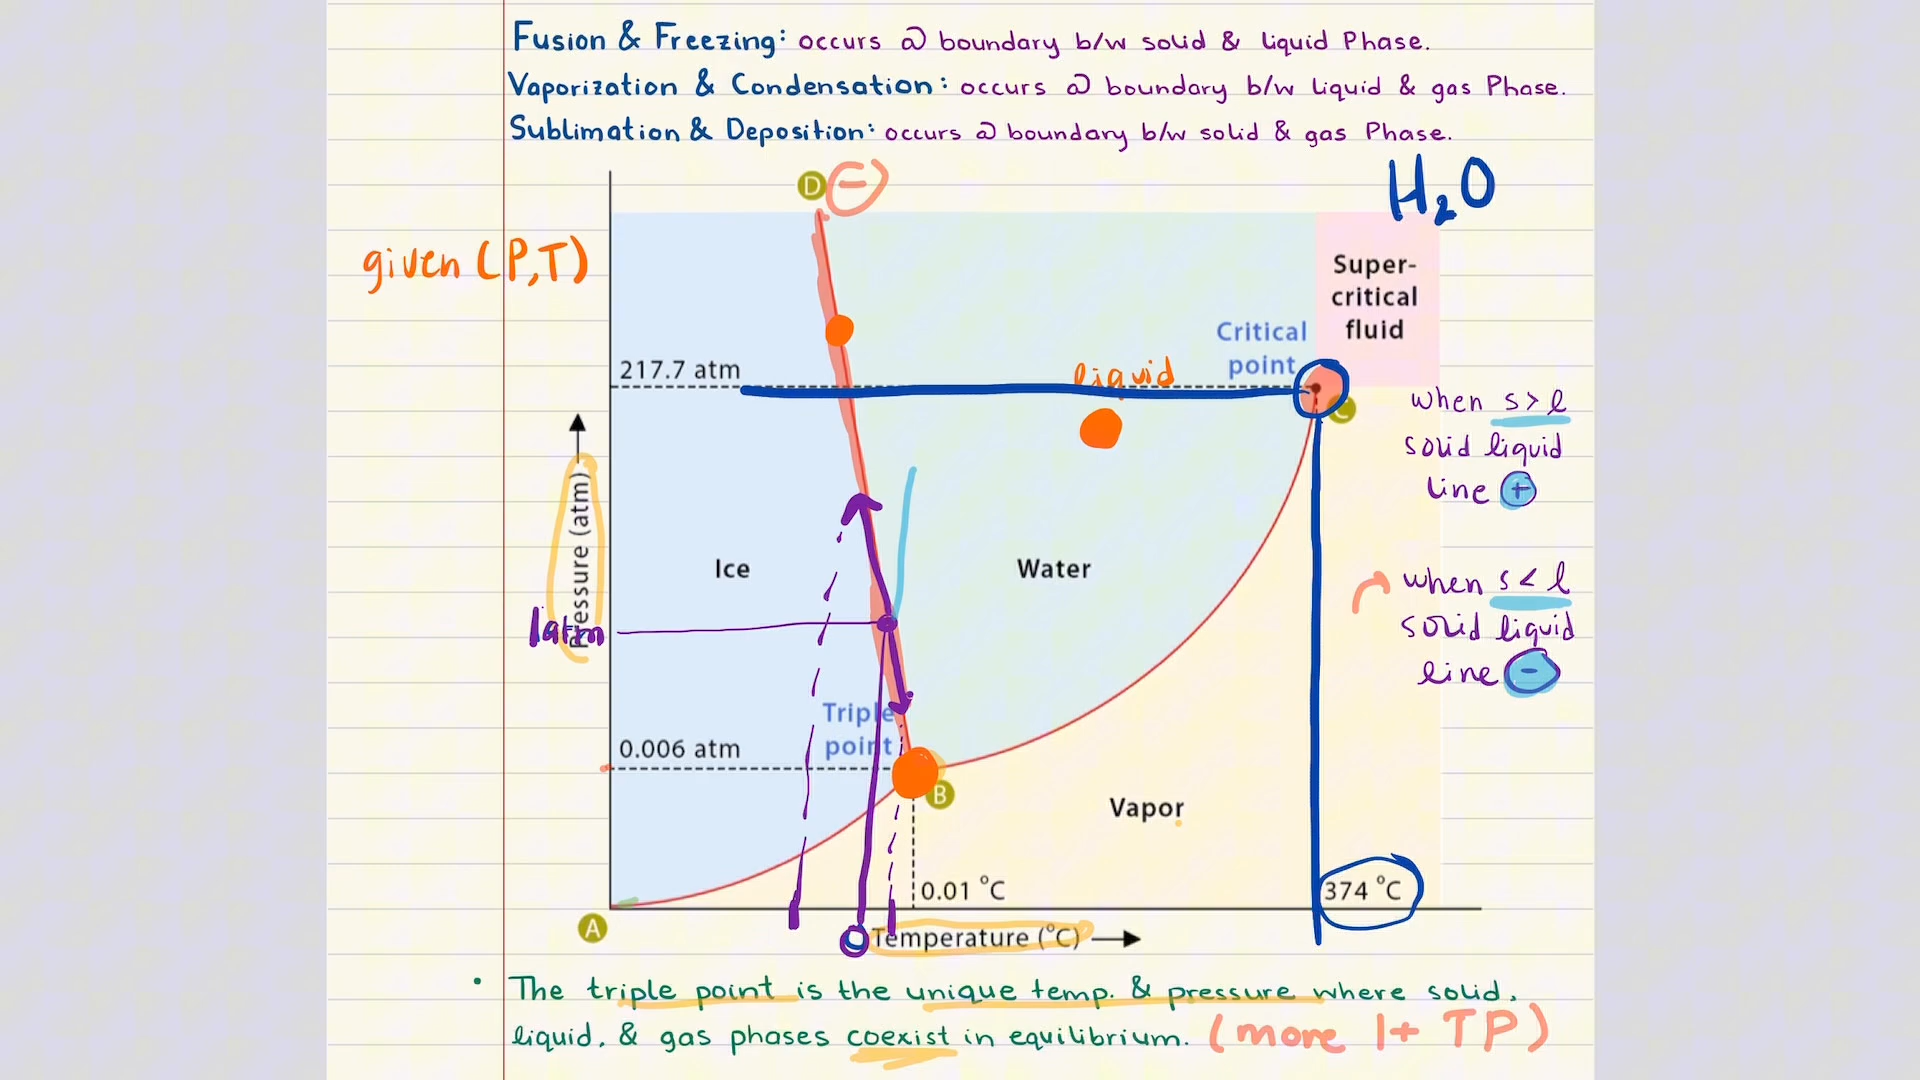 Fusion & Freezing: occurs @ boundary b/w solid & liquid Phase.
Vaporization & Condensation: occurs @ boundary b/w liquid & gas Phase.
Sublimation & Deposition: occurs @ boundary b/w solid & gas Phase.
D (-)
H2O
given (P,T)
Super-
critical
fluid
Critical
point
217.7 atm
liquid
C
when s > l
solid liquid
line +
Pressure (atm)
Ice
Water
when s < l
solid liquid
line -
1atm
Triple
point
0.006 atm
B
Vapor
0.01 °C
374 °C
A
0
Temperature (°C)
• The triple point is the unique temp. & pressure where solid,
liquid, & gas phases coexist in equilibrium. (more 1+ TP)